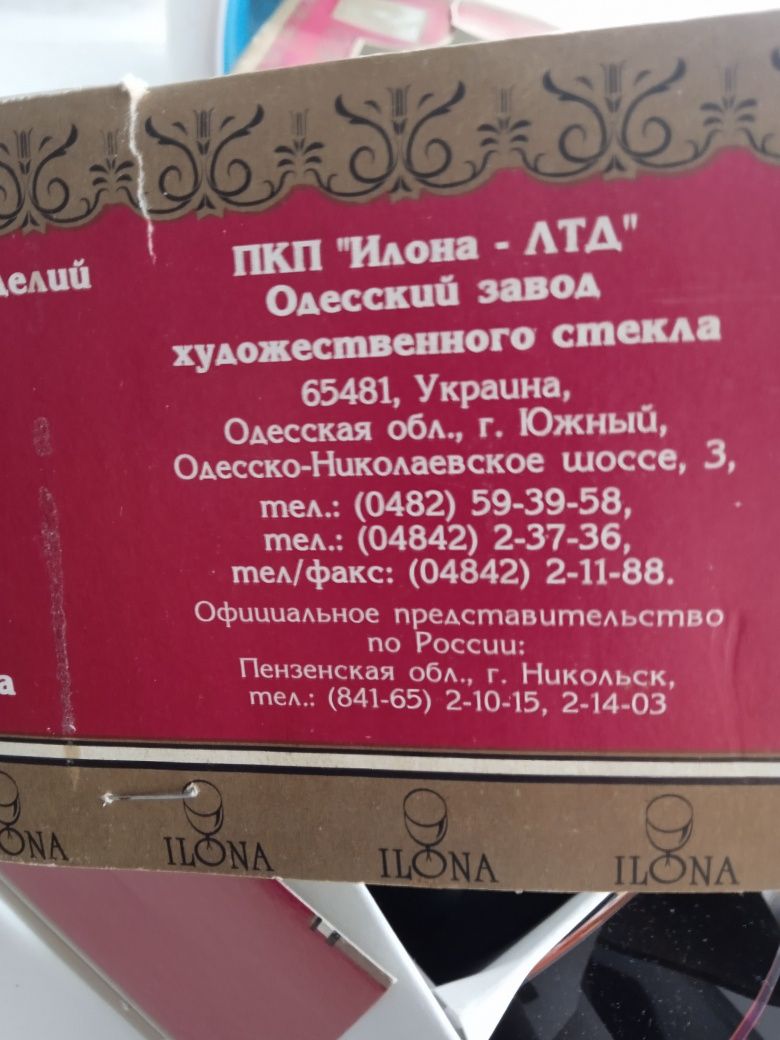 ПКП "Илона - ЛТД"
Одесский завод
художественного стекла
65481, Украина,
Одесская обл., г. Южный,
Одесско-Николаевское шоссе, 3,
тел.: (0482) 59-39-58,
тел.: (04842) 2-37-36,
тел/факс: (04842) 2-11-88.
Официальное представительство
по России:
Пензенская обл., г. Никольск,
тел.: (841-65) 2-10-15, 2-14-03
ILONA ILONA ILONA